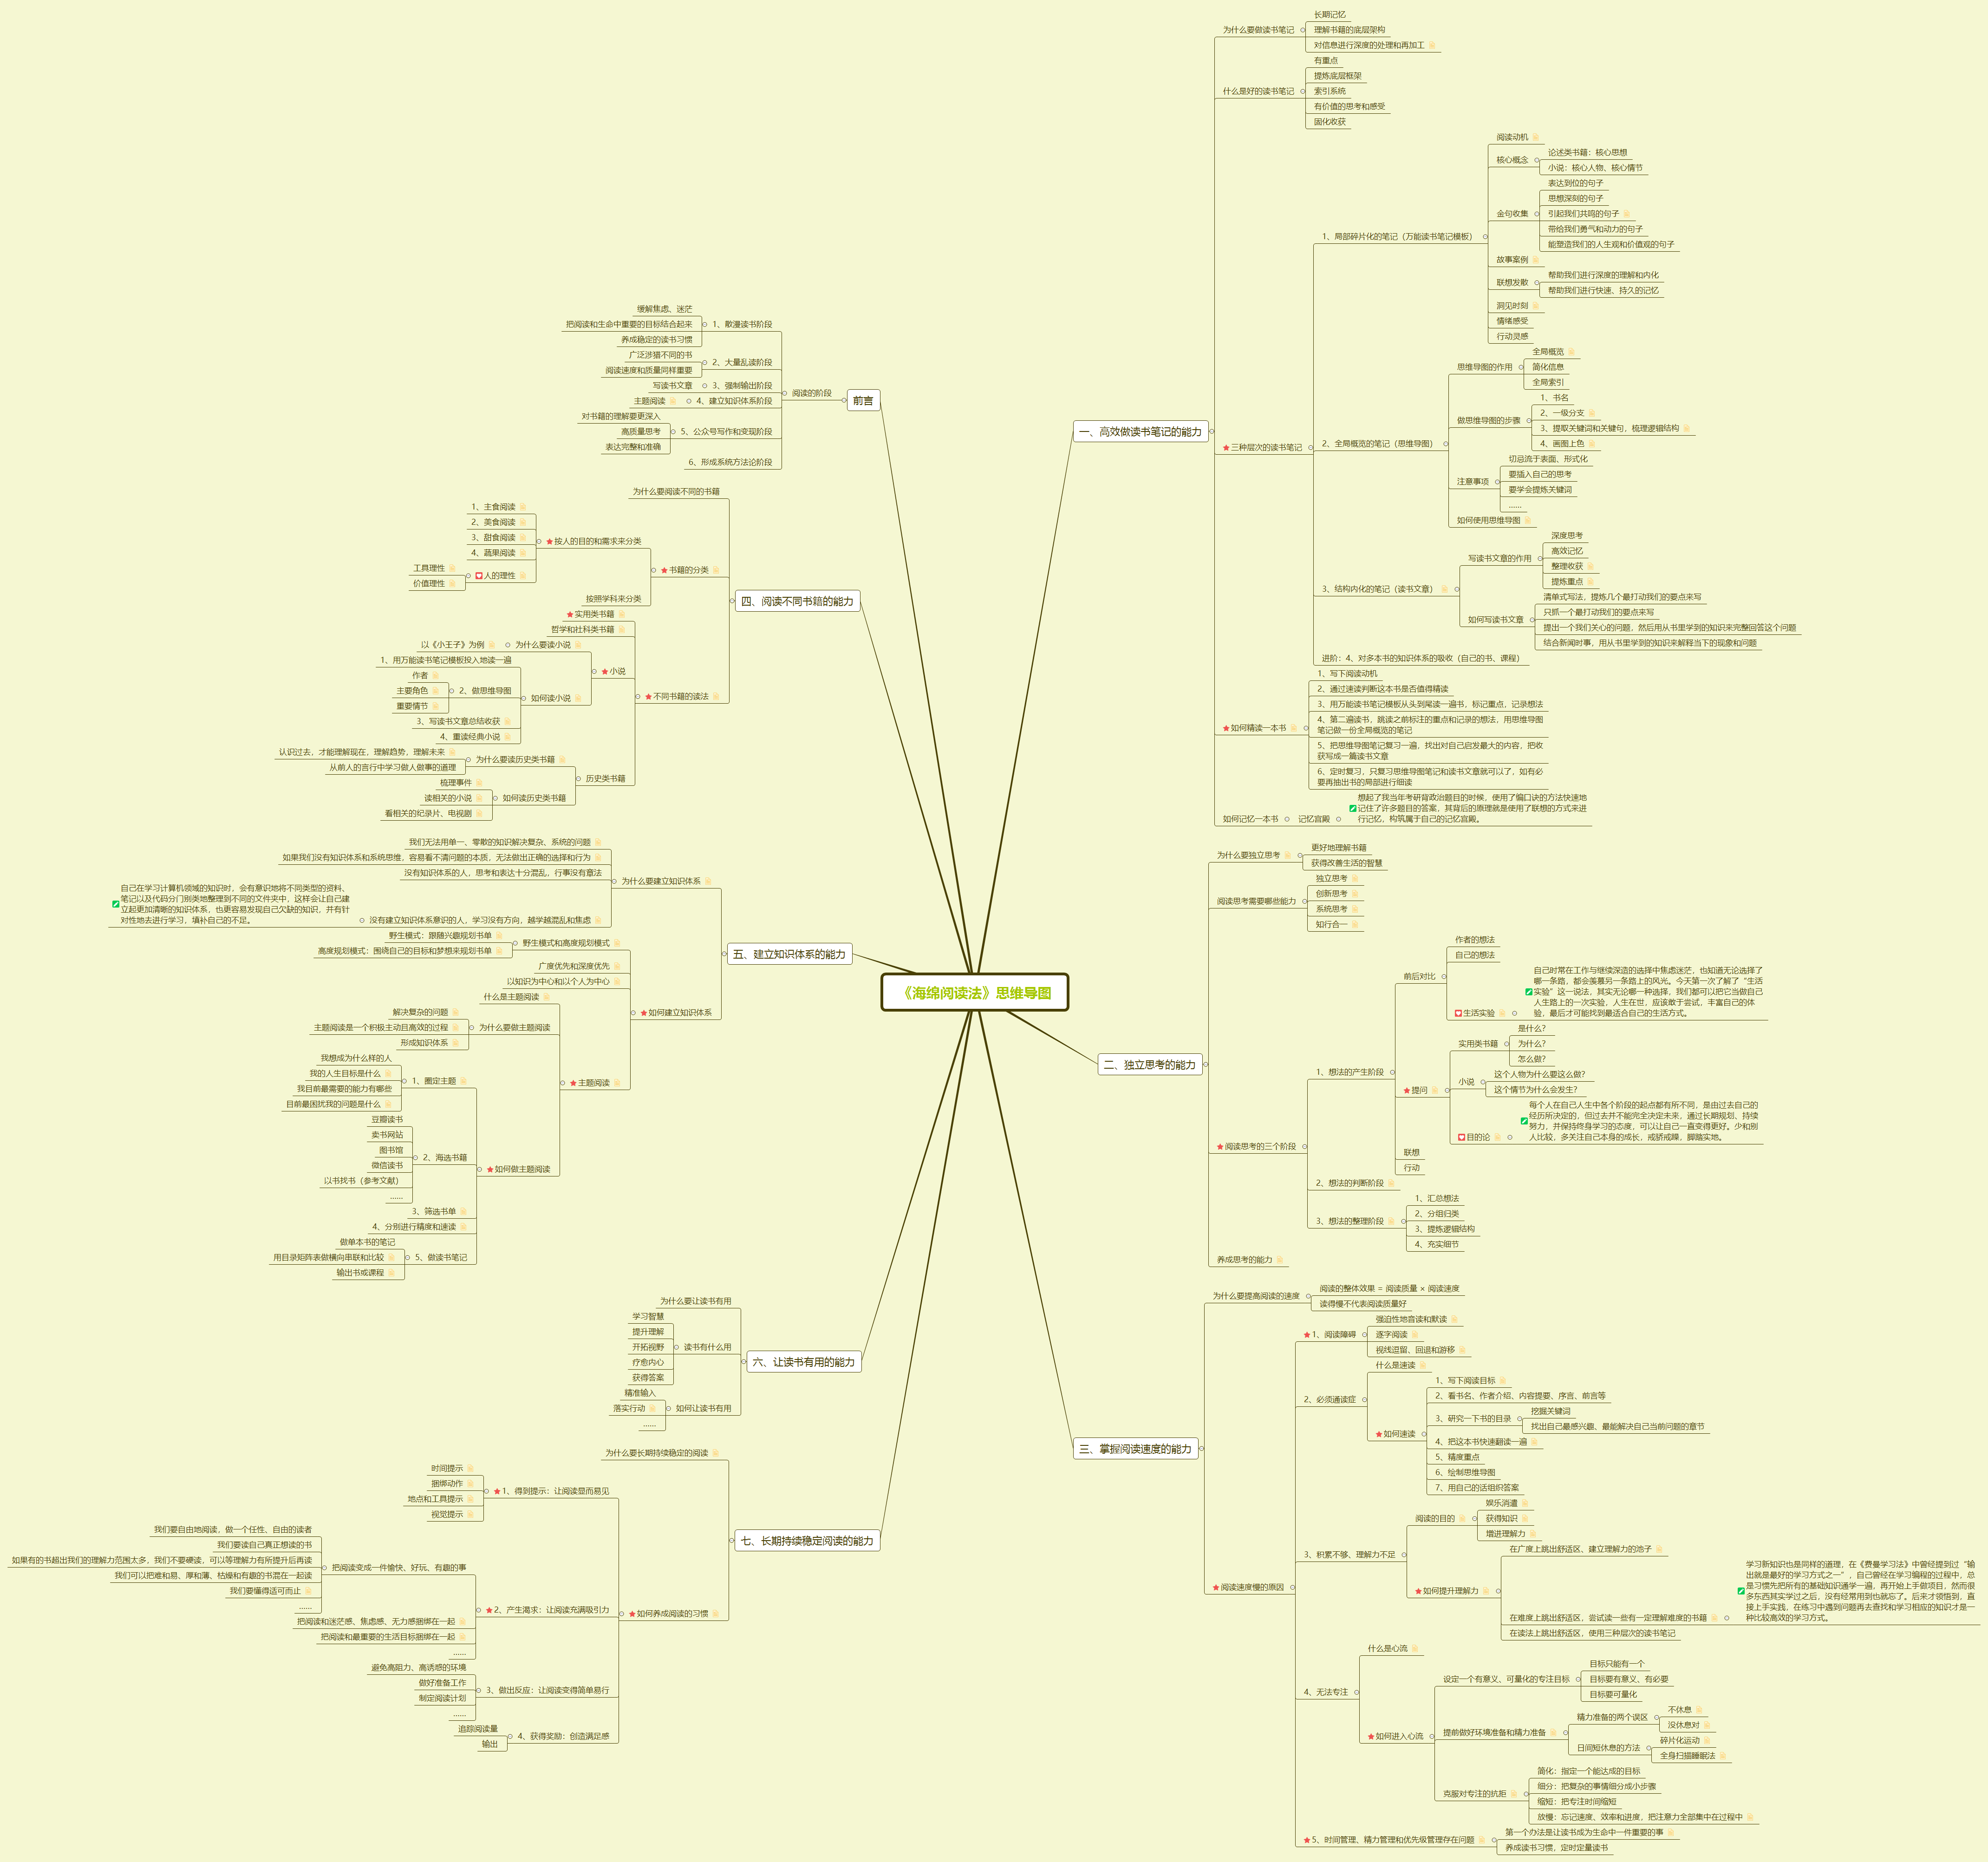 《海绵阅读法》思维导图
前言
阅读的阶段
1、散漫读书阶段
缓解焦虑、迷茫
把阅读和生命中重要的目标结合起来
养成稳定的读书习惯
2、大量乱读阶段
广泛涉猎不同的书
阅读速度和质量同样重要
3、强制输出阶段
写读书文章
4、建立知识体系阶段
主题阅读
5、公众号写作和变现阶段
对书籍的理解要更深入
高质量思考
表达完整和准确
6、形成系统方法论阶段
一、高效做读书笔记的能力
为什么要做读书笔记
长期记忆
理解书籍的底层架构
对信息进行深度的处理和再加工
什么是好的读书笔记
有重点
提炼底层框架
索引系统
有价值的思考和感受
固化收获
三种层次的读书笔记
1、局部碎片化的笔记（万能读书笔记模板）
阅读动机
核心概念
论述类书籍：核心思想
小说：核心人物、核心情节
金句收集
表达到位的句子
思想深刻的句子
引起我们共鸣的句子
带给我们勇气和动力的句子
能塑造我们的人生观和价值观的句子
故事案例
联想发散
帮助我们进行深度的理解和内化
帮助我们进行快速、持久的记忆
洞见时刻
情绪感受
行动灵感
2、全局概览的笔记（思维导图）
思维导图的作用
全局概览
简化信息
全局索引
做思维导图的步骤
1、书名
2、一级分支
3、提取关键词和关键句，梳理逻辑结构
4、画图上色
注意事项
切忌流于表面、形式化
要插入自己的思考
要学会提炼关键词
……
如何使用思维导图
3、结构内化的笔记（读书文章）
写读书文章的作用
深度思考
高效记忆
整理收获
提炼重点
如何写读书文章
清单式写法，提炼几个最打动我们的要点来写
只抓一个最打动我们的要点来写
提出一个我们关心的问题，然后用从书里学到的知识来完整回答这个问题
结合新闻时事，用从书里学到的知识来解释当下的现象和问题
进阶：4、对多本书的知识体系的吸收（自己的书、课程）
如何精读一本书
1、写下阅读动机
2、通过速读判断这本书是否值得精读
3、用万能读书笔记模板从头到尾读一遍书，标记重点，记录想法
4、第二遍读书，跳读之前标注的重点和记录的想法，用思维导图
笔记做一份全局概览的笔记
5、把思维导图笔记复习一遍，找出对自己启发最大的内容，把收
获写成一篇读书文章
6、定时复习，只复习思维导图笔记和读书文章就可以了，如有必
要再抽出书的局部进行细读
如何记忆一本书
记忆宫殿
想起了我当年考研背政治题目的时候，使用了编口诀的方法快速地
记住了许多题目的答案，其背后的原理就是使用了联想的方式来进
行记忆，构筑属于自己的记忆宫殿。
二、独立思考的能力
为什么要独立思考
更好地理解书籍
获得改善生活的智慧
阅读思考需要哪些能力
独立思考
创新思考
系统思考
知行合一
阅读思考的三个阶段
1、想法的产生阶段
前后对比
作者的想法
自己的想法
生活实验
自己时常在工作与继续深造的选择中焦虑迷茫，也知道无论选择了
哪一条路，都会羡慕另一条路上的风光。今天第一次了解了“生活
实验”这一说法，其实无论哪一种选择，我们都可以把它当做自己
人生路上的一次实验，人生在世，应该敢于尝试，丰富自己的体
验，最后才可能找到最适合自己的生活方式。
提问
实用类书籍
是什么？
为什么？
怎么做？
小说
这个人物为什么要这么做？
这个情节为什么会发生？
目的论
每个人在自己人生中各个阶段的起点都有所不同，是由过去自己的
经历所决定的，但过去并不能完全决定未来，通过长期规划、持续
努力，并保持终身学习的态度，可以让自己一直变得更好。少和别
人比较，多关注自己本身的成长，戒骄戒躁，脚踏实地。
联想
行动
2、想法的判断阶段
3、想法的整理阶段
1、汇总想法
2、分组归类
3、提炼逻辑结构
4、充实细节
养成思考的能力
三、掌握阅读速度的能力
为什么要提高阅读的速度
阅读的整体效果 = 阅读质量 × 阅读速度
读得慢不代表阅读质量好
阅读速度慢的原因
1、阅读障碍
强迫性地音读和默读
逐字阅读
视线逗留、回退和游移
2、必须通读症
什么是速读
如何速读
1、写下阅读目标
2、看书名、作者介绍、内容提要、序言、前言等
3、研究一下书的目录
挖掘关键词
找出自己最感兴趣、最能解决自己当前问题的章节
4、把这本书快速翻读一遍
5、精度重点
6、绘制思维导图
7、用自己的话组织答案
3、积累不够、理解力不足
阅读的目的
娱乐消遣
获得知识
增进理解力
如何提升理解力
在广度上跳出舒适区、建立理解力的池子
在难度上跳出舒适区，尝试读一些有一定理解难度的书籍
学习新知识也是同样的道理，在《费曼学习法》中曾经提到过“输
出就是最好的学习方式之一”，自己曾经在学习编程的过程中，总
是习惯先把所有的基础知识通学一遍，再开始上手做项目，然而很
多东西其实学过之后，没有经常用到也就忘了。后来才领悟到，直
接上手实践，在练习中遇到问题再去查找和学习相应的知识才是一
种比较高效的学习方式。
在读法上跳出舒适区，使用三种层次的读书笔记
4、无法专注
什么是心流
如何进入心流
设定一个有意义、可量化的专注目标
目标只能有一个
目标要有意义、有必要
目标要可量化
提前做好环境准备和精力准备
精力准备的两个误区
不休息
没休息对
日间短休息的方法
碎片化运动
全身扫描睡眠法
克服对专注的抗拒
简化：指定一个能达成的目标
细分：把复杂的事情细分成小步骤
缩短：把专注时间缩短
放慢：忘记速度、效率和进度，把注意力全部集中在过程中
5、时间管理、精力管理和优先级管理存在问题
第一个办法是让读书成为生命中一件重要的事
养成读书习惯，定时定量读书
四、阅读不同书籍的能力
为什么要阅读不同的书籍
书籍的分类
按人的目的和需求来分类
1、主食阅读
2、美食阅读
3、甜食阅读
4、蔬果阅读
人的理性
工具理性
价值理性
按照学科来分类
不同书籍的读法
实用类书籍
哲学和社科类书籍
小说
为什么要读小说
以《小王子》为例
如何读小说
1、用万能读书笔记模板投入地读一遍
2、做思维导图
作者
主要角色
重要情节
3、写读书文章总结收获
4、重读经典小说
历史类书籍
为什么要读历史类书籍
认识过去，才能理解现在，理解趋势，理解未来
从前人的言行中学习做人做事的道理
如何读历史类书籍
梳理事件
读相关的小说
看相关的纪录片、电视剧
五、建立知识体系的能力
为什么要建立知识体系
我们无法用单一、零散的知识解决复杂、系统的问题
如果我们没有知识体系和系统思维，容易看不清问题的本质，无法做出正确的选择和行为
没有知识体系的人，思考和表达十分混乱，行事没有章法
没有建立知识体系意识的人，学习没有方向，越学越混乱和焦虑
自己在学习计算机领域的知识时，会有意识地将不同类型的资料、
笔记以及代码分门别类地整理到不同的文件夹中，这样会让自己建
立起更加清晰的知识体系，也更容易发现自己欠缺的知识，并有针
对性地去进行学习，填补自己的不足。
如何建立知识体系
野生模式和高度规划模式
野生模式：跟随兴趣规划书单
高度规划模式：围绕自己的目标和梦想来规划书单
广度优先和深度优先
以知识为中心和以个人为中心
主题阅读
什么是主题阅读
为什么要做主题阅读
解决复杂的问题
主题阅读是一个积极主动且高效的过程
形成知识体系
如何做主题阅读
1、圈定主题
我想成为什么样的人
我的人生目标是什么
我目前最需要的能力有哪些
目前最困扰我的问题是什么
2、海选书籍
豆瓣读书
卖书网站
图书馆
微信读书
以书找书（参考文献）
……
3、筛选书单
4、分别进行精度和速读
5、做读书笔记
做单本书的笔记
用目录矩阵表做横向串联和比较
输出书或课程
六、让读书有用的能力
为什么要让读书有用
读书有什么用
学习智慧
提升理解
开拓视野
疗愈内心
获得答案
如何让读书有用
精准输入
落实行动
……
七、长期持续稳定阅读的能力
为什么要长期持续稳定的阅读
如何养成阅读的习惯
1、得到提示：让阅读显而易见
时间提示
捆绑动作
地点和工具提示
视觉提示
2、产生渴求：让阅读充满吸引力
把阅读变成一件愉快、好玩、有趣的事
我们要自由地阅读，做一个任性、自由的读者
我们要读自己真正想读的书
如果有的书超出我们的理解力范围太多，我们不要硬读，可以等理解力有所提升后再读
我们可以把难和易、厚和薄、枯燥和有趣的书混在一起读
我们要懂得适可而止
……
把阅读和迷茫感、焦虑感、无力感捆绑在一起
把阅读和最重要的生活目标捆绑在一起
……
3、做出反应：让阅读变得简单易行
避免高阻力、高诱惑的环境
做好准备工作
制定阅读计划
……
4、获得奖励：创造满足感
追踪阅读量
输出